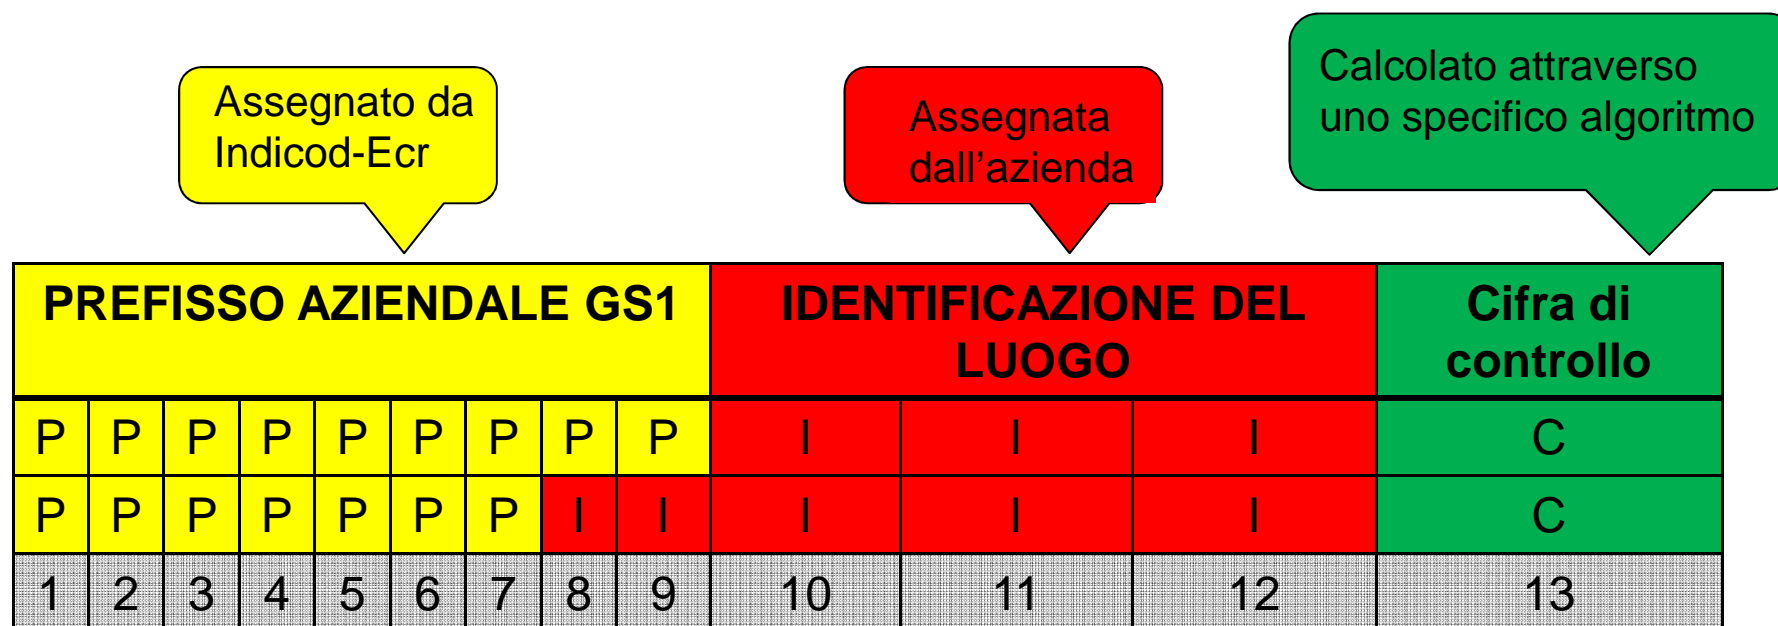 Assegnato da
Indicod-Ecr
Assegnata
dall'azienda
Calcolato attraverso
uno specifico algoritmo
PREFISSO AZIENDALE GS1
IDENTIFICAZIONE DEL
LUOGO
Cifra di
controllo
P P P P P P P P P I I I C
P P P P P P P I I I I I C
1 2 3 4 5 6 7 8 9 10 11 12 13